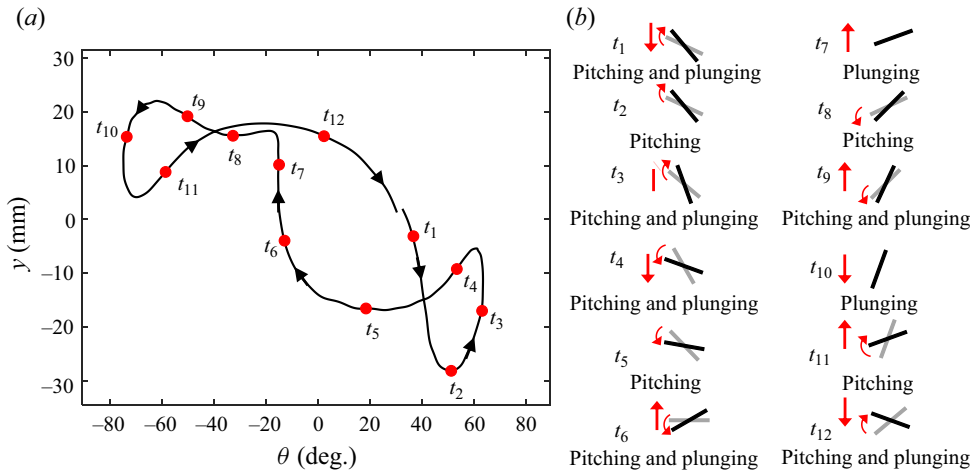 (a)
(b)
30
20
10
0
–10
–20
–30
y (mm)
–80 –60 –40 –20 0 20 40 60 80
θ (deg.)
t9
t10
t12
t8
t7
t11
t1
t6
t4
t5
t3
t2
t1
Pitching and plunging
t2
Pitching
t3
Pitching and plunging
t4
Pitching and plunging
t5
Pitching
t6
Pitching and plunging
t7
Plunging
t8
Pitching
t9
Pitching and plunging
t10
Plunging
t11
Pitching
t12
Pitching and plunging